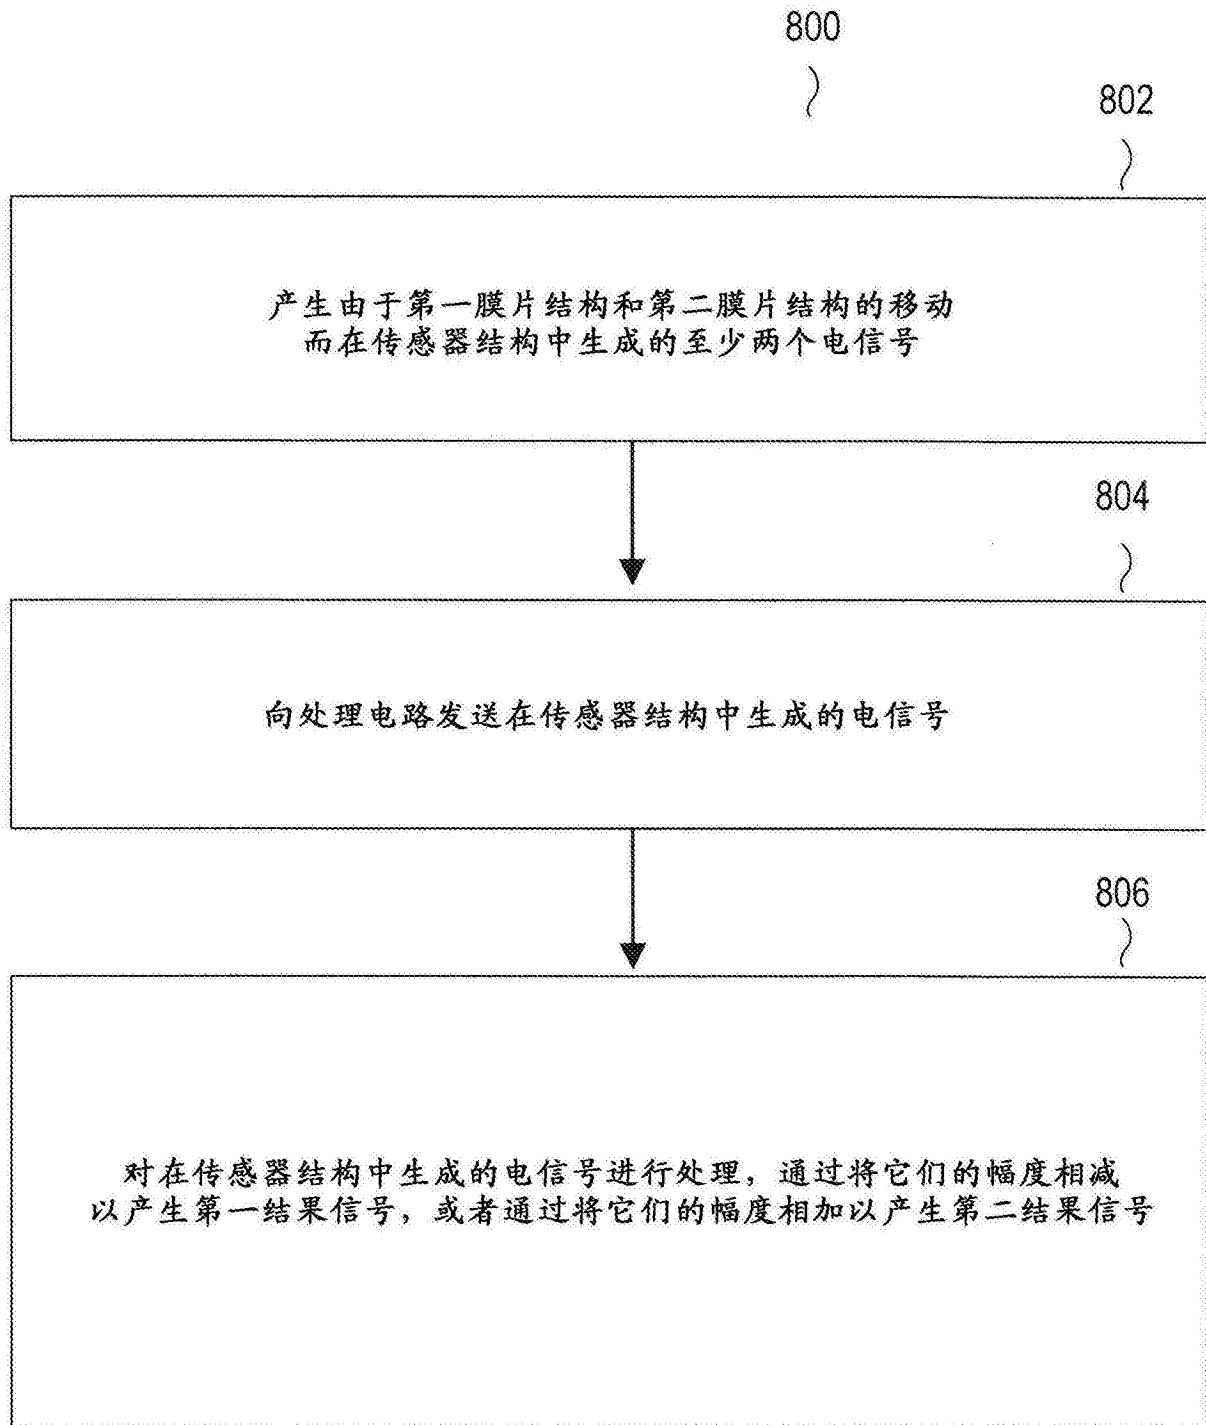 800
802
产生由于第一膜片结构和第二膜片结构的移动
而在传感器结构中生成的至少两个电信号
804
向处理电路发送在传感器结构中生成的电信号
806
对在传感器结构中生成的电信号进行处理，通过将它们的幅度相减
以产生第一结果信号，或者通过将它们的幅度相加以产生第二结果信号